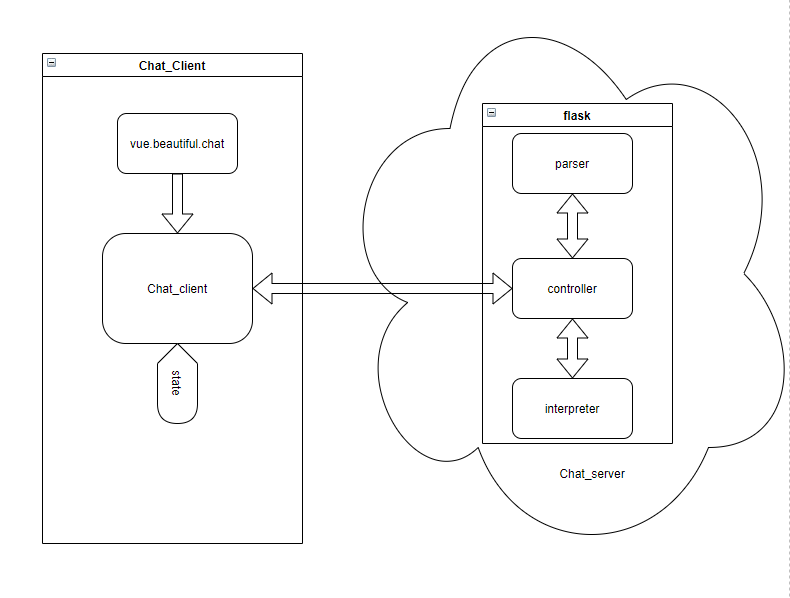 Chat_Client
vue.beautiful.chat
Chat_client
state
flask
parser
controller
interpreter
Chat_server